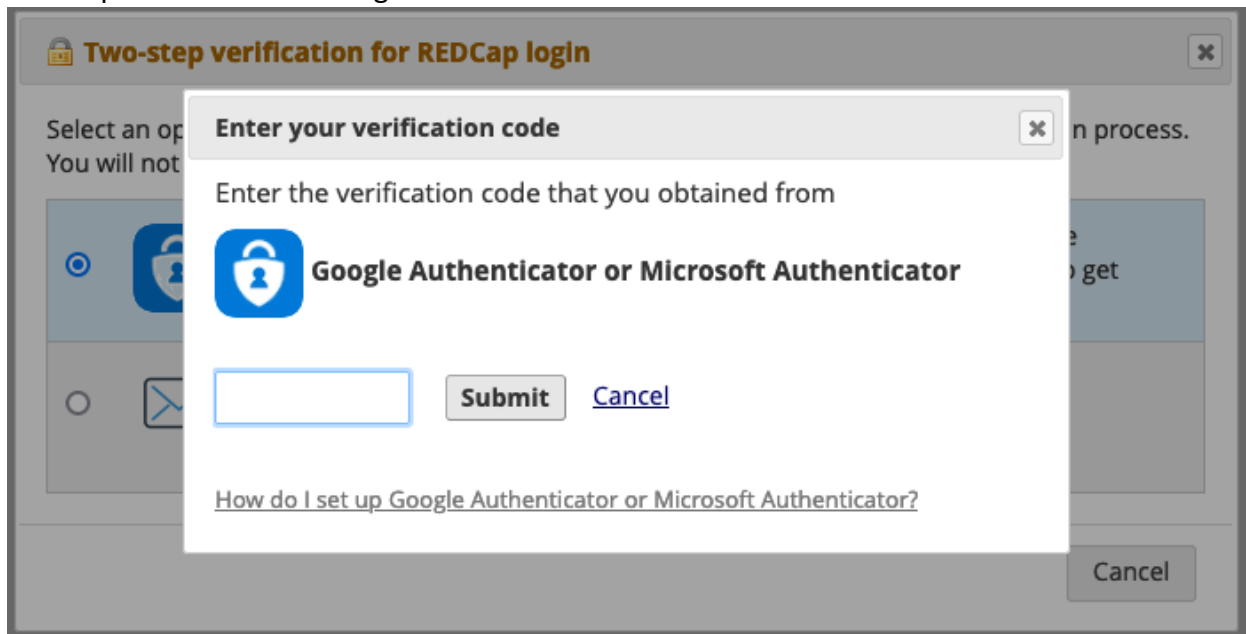 Two-step verification for REDCap login
Select an op
n process.
You will not
Enter your verification code
Enter the verification code that you obtained from
Google Authenticator or Microsoft Authenticator
get
Submit Cancel
How do I set up Google Authenticator or Microsoft Authenticator?
Cancel